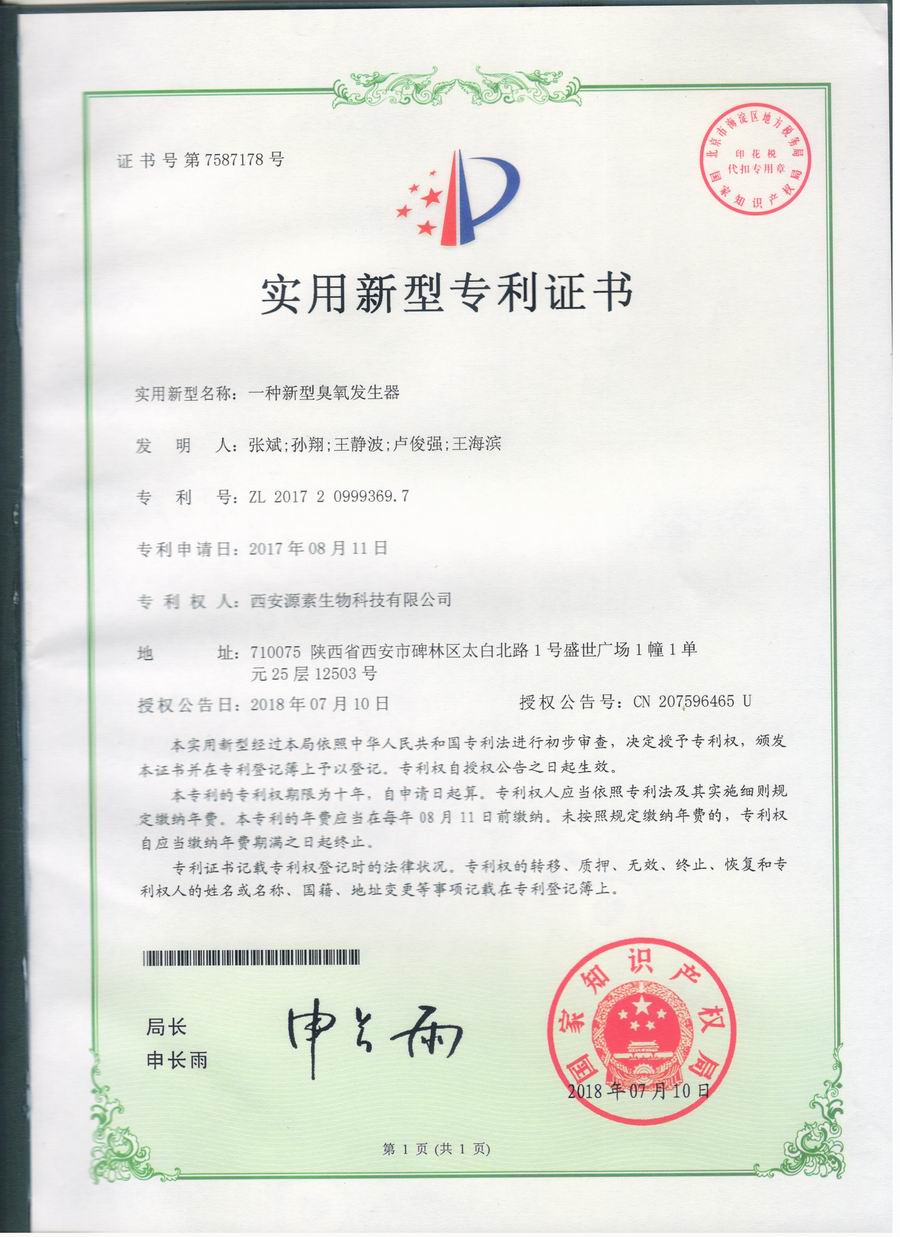 证书号第7587178号
北京市海淀区地方税务局
印花税
代扣专用章
国家知识产权局
实用新型专利证书
实用新型名称：一种新型臭氧发生器
发明人：张斌;孙翔;王静波;卢俊强;王海滨
专利号：ZL 2017 2 0999369.7
专利申请日：2017年08月11日
专利权人：西安源素生物科技有限公司
地址：710075 陕西省西安市碑林区太白北路1号盛世广场1幢1单
元25层12503号
授权公告日：2018年07月10日 授权公告号：CN 207596465 U
本实用新型经过本局依照中华人民共和国专利法进行初步审查，决定授予专利权，颁发
本证书并在专利登记簿上予以登记。专利权自授权公告之日起生效。
本专利的专利权期限为十年，自申请日起算。专利权人应当依照专利法及其实施细则规
定缴纳年费。本专利的年费应当在每年08月11日前缴纳。未按照规定缴纳年费的，专利权
自应当缴纳年费期满之日起终止。
专利证书记载专利权登记时的法律状况。专利权的转移、质押、无效、终止、恢复和专
利权人的姓名或名称、国籍、地址变更等事项记载在专利登记簿上。
局长
申长雨
申长雨
国家知识产权局
2018年07月10日
第1页(共1页)